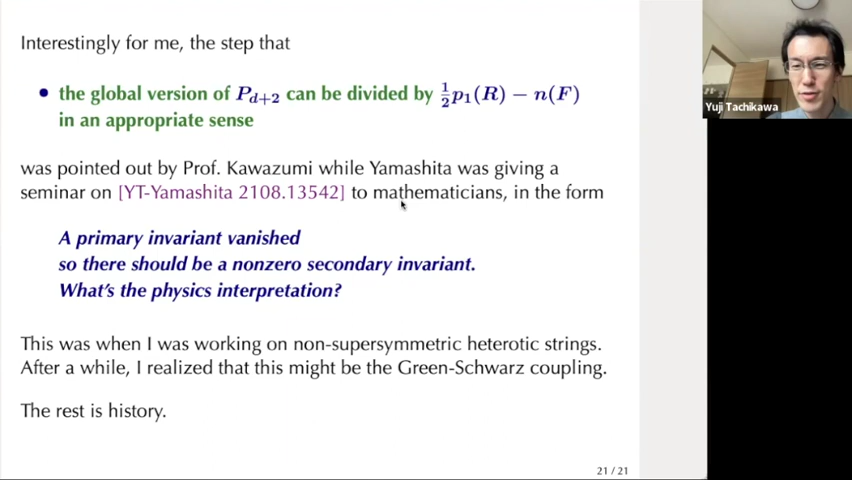 Interestingly for me, the step that
• the global version of P_{d+2} can be divided by ½p₁(R) − n(F)
in an appropriate sense
was pointed out by Prof. Kawazumi while Yamashita was giving a
seminar on [YT-Yamashita 2108.13542] to mathematicians, in the form
A primary invariant vanished
so there should be a nonzero secondary invariant.
What's the physics interpretation?
This was when I was working on non-supersymmetric heterotic strings.
After a while, I realized that this might be the Green-Schwarz coupling.
The rest is history.
21 / 21
Yuji Tachikawa